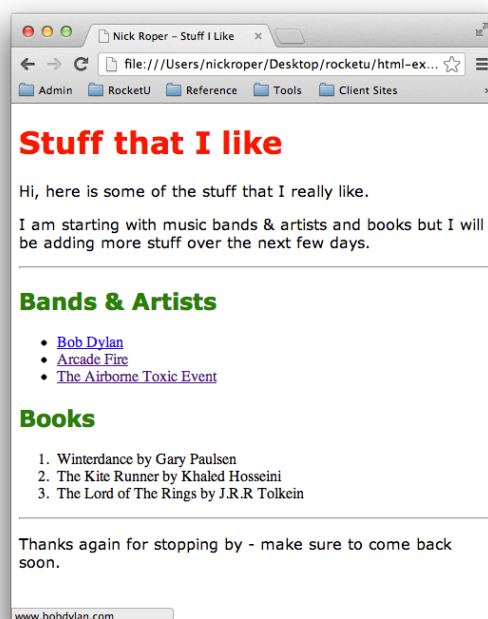 Nick Roper – Stuff I Like
file:///Users/nickroper/Desktop/rocketu/html-ex...
Admin RocketU Reference Tools Client Sites
Stuff that I like
Hi, here is some of the stuff that I really like.
I am starting with music bands & artists and books but I will
be adding more stuff over the next few days.
Bands & Artists
• Bob Dylan
• Arcade Fire
• The Airborne Toxic Event
Books
1. Winterdance by Gary Paulsen
2. The Kite Runner by Khaled Hosseini
3. The Lord of The Rings by J.R.R Tolkein
Thanks again for stopping by - make sure to come back
soon.
www.bobdylan.com